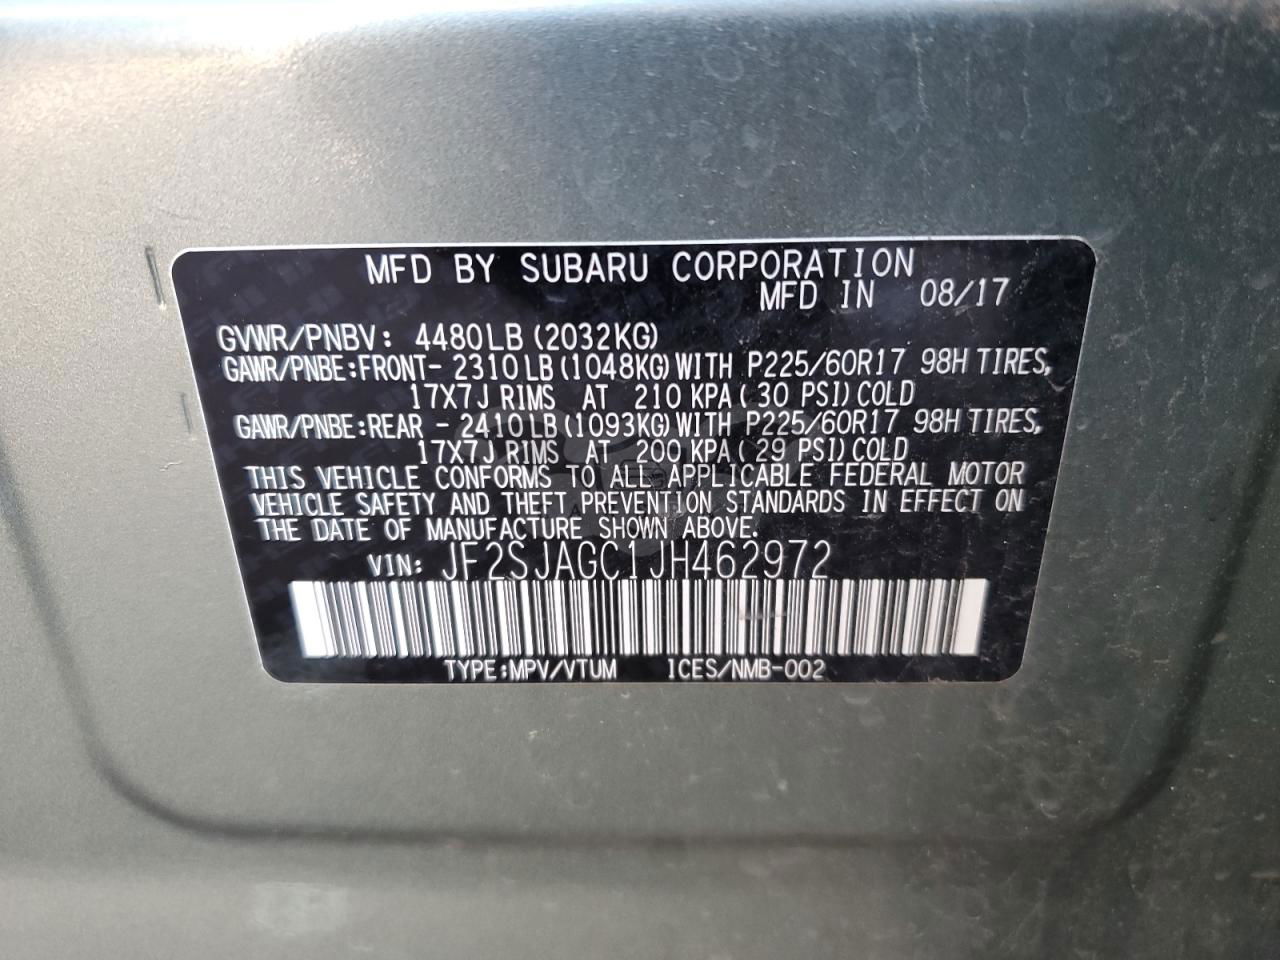 MFD BY SUBARU CORPORATION
MFD IN 08/17
GVWR/PNBV: 4480LB (2032KG)
GAWR/PNBE:FRONT- 2310LB (1048KG) WITH P225/60R17 98H TIRES,
17X7J RIMS AT 210 KPA ( 30 PSI) COLD
GAWR/PNBE:REAR - 2410LB (1093KG) WITH P225/60R17 98H TIRES,
17X7J RIMS AT 200 KPA (29 PSI) COLD
THIS VEHICLE CONFORMS TO ALL APPLICABLE FEDERAL MOTOR
VEHICLE SAFETY AND THEFT PREVENTION STANDARDS IN EFFECT ON
THE DATE OF MANUFACTURE SHOWN ABOVE.
VIN: JF2SJAGC1JH462972
TYPE:MPV/VTUM ICES/NMB-002